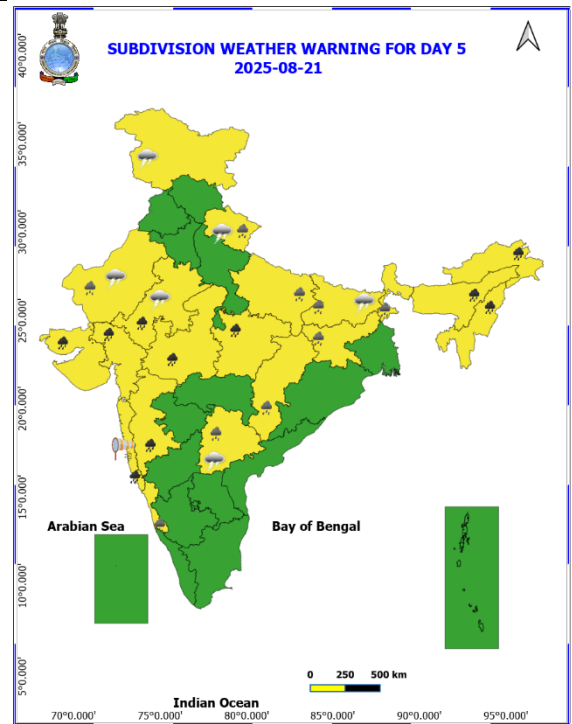 SUBDIVISION WEATHER WARNING FOR DAY 5
2025-08-21
40°0.000'
35°0.000'
30°0.000'
25°0.000'
20°0.000'
15°0.000'
10°0.000'
5°0.000'
Arabian Sea
Bay of Bengal
0 250 500 km
Indian Ocean
70°0.000' 75°0.000' 80°0.000' 85°0.000' 90°0.000' 95°0.000'